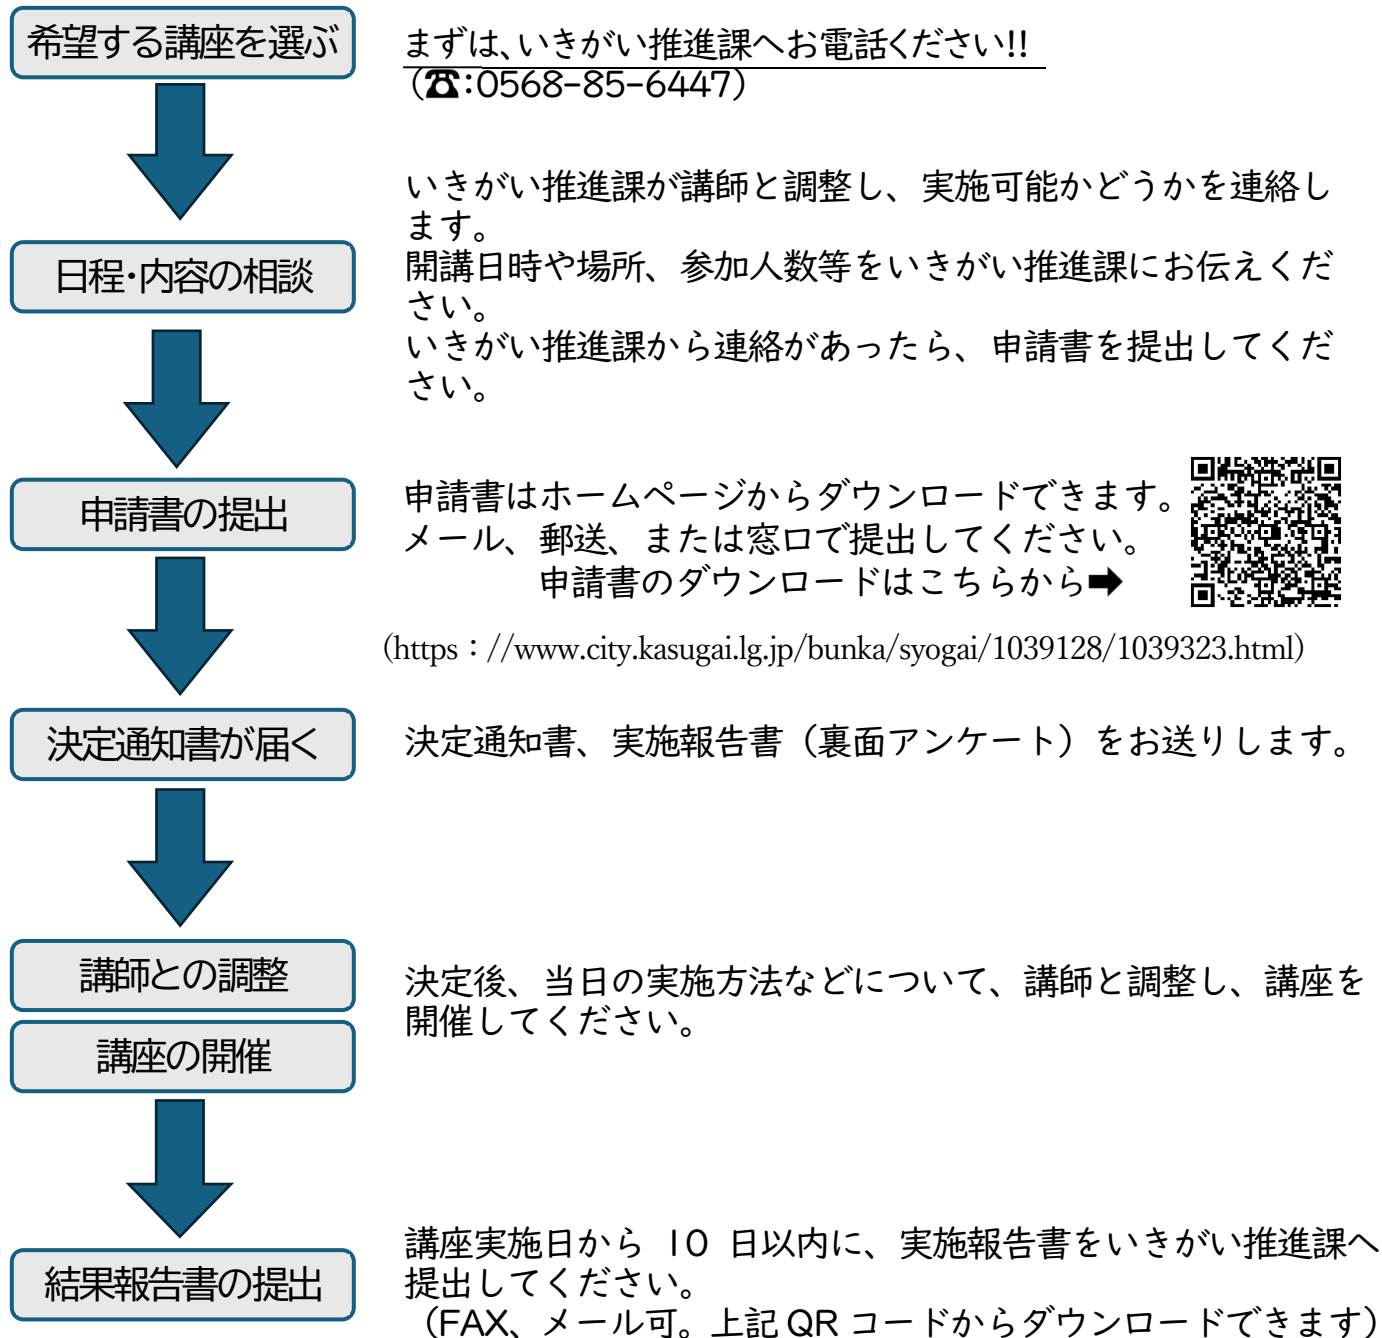 希望する講座を選ぶ
まずは、いきがい推進課へお電話ください!!
(☎:0568-85-6447)
いきがい推進課が講師と調整し、実施可能かどうかを連絡し
ます。
日程・内容の相談
開講日時や場所、参加人数等をいきがい推進課にお伝えくだ
さい。
いきがい推進課から連絡があったら、申請書を提出してくだ
さい。
申請書の提出
申請書はホームページからダウンロードできます。
メール、郵送、または窓口で提出してください。
申請書のダウンロードはこちらから➡
(https：//www.city.kasugai.lg.jp/bunka/syogai/1039128/1039323.html)
決定通知書が届く
決定通知書、実施報告書（裏面アンケート）をお送りします。
講師との調整
講座の開催
決定後、当日の実施方法などについて、講師と調整し、講座を
開催してください。
結果報告書の提出
講座実施日から 10 日以内に、実施報告書をいきがい推進課へ
提出してください。
（FAX、メール可。上記 QR コードからダウンロードできます）